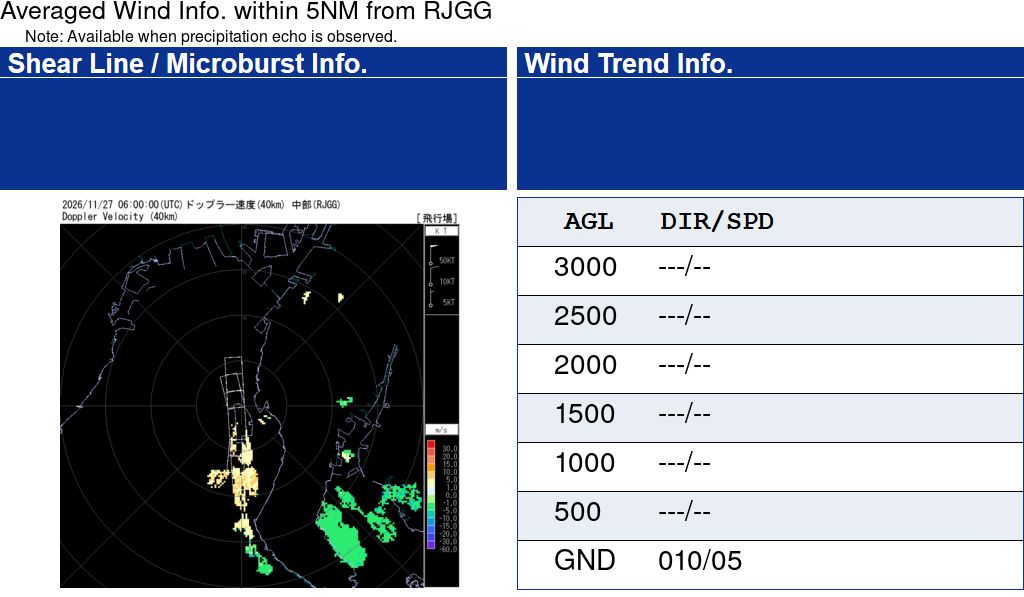 Averaged Wind Info. within 5NM from RJGG
Note: Available when precipitation echo is observed.
Shear Line / Microburst Info.
Wind Trend Info.
2026/11/27 06:00:00(UTC) ドップラー速度(40km) 中部(RJGG)
Doppler Velocity (40km)
[飛行場]
K T
50KT
10KT
5KT
m/s
30.0
20.0
15.0
10.0
5.0
1.0
0.0
-1.0
-5.0
-10.0
-15.0
-20.0
-30.0
-60.0
AGL DIR/SPD
3000 ---/--
2500 ---/--
2000 ---/--
1500 ---/--
1000 ---/--
500 ---/--
GND 010/05